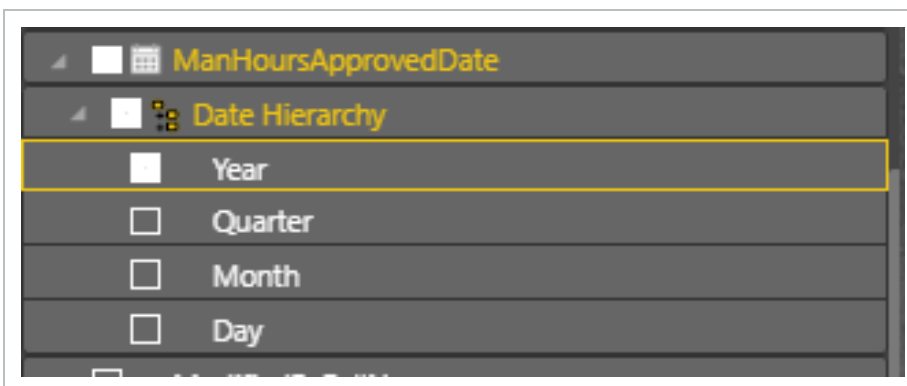 ManHoursApprovedDate
Date Hierarchy
Year
Quarter
Month
Day